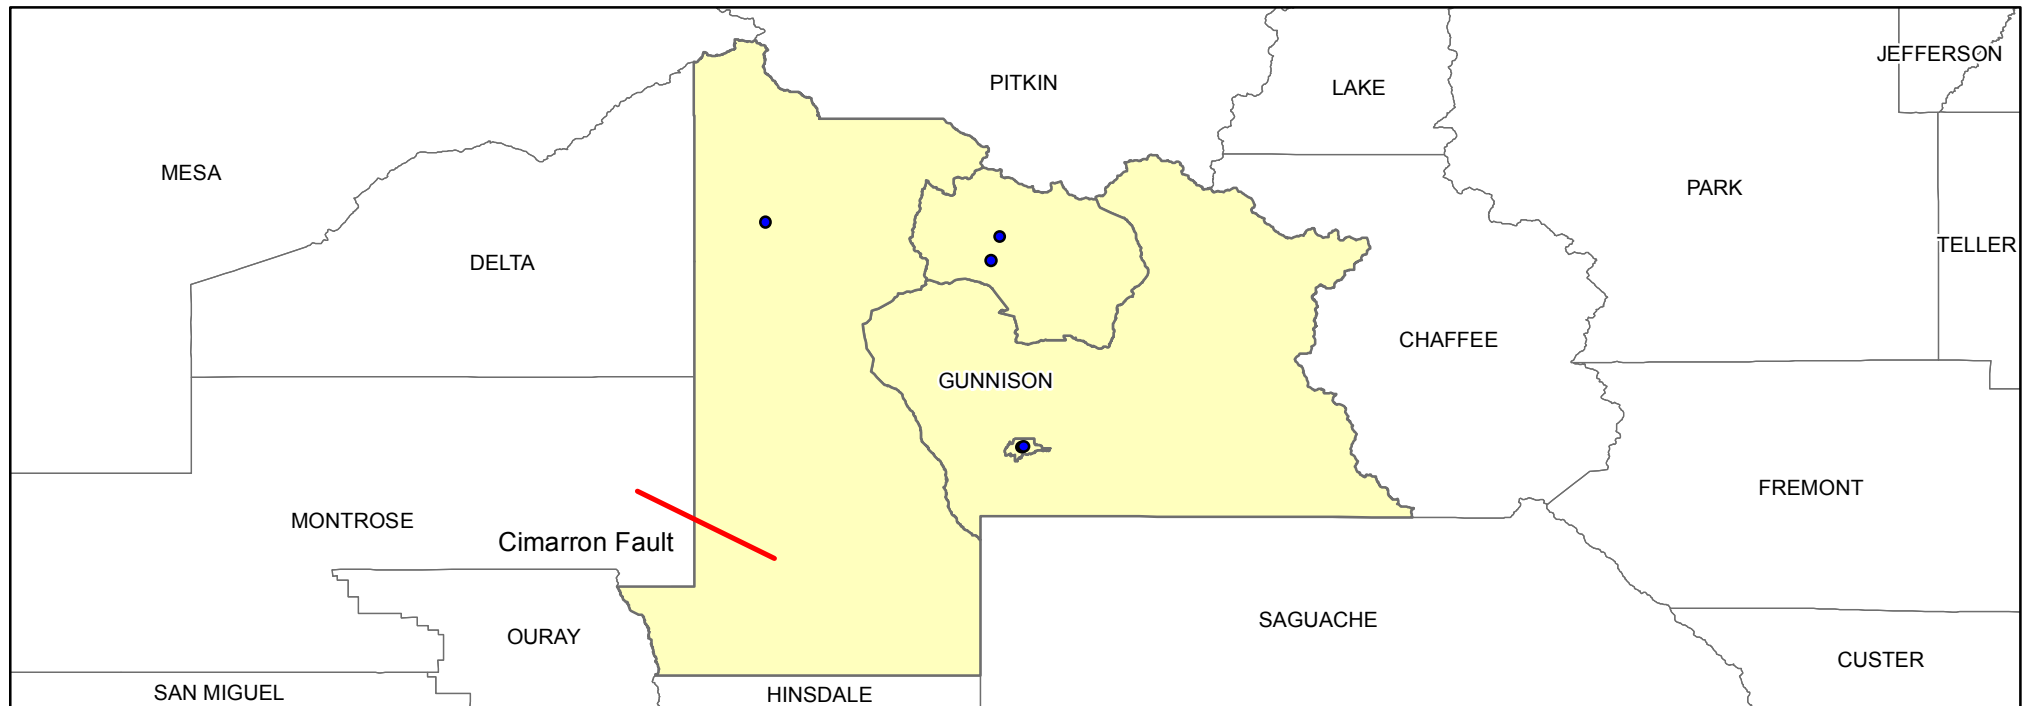 JEFFERSON
PITKIN
LAKE
MESA
PARK
TELLER
DELTA
CHAFFEE
GUNNISON
FREMONT
MONTROSE
Cimarron Fault
SAGUACHE
OURAY
CUSTER
SAN MIGUEL
HINSDALE